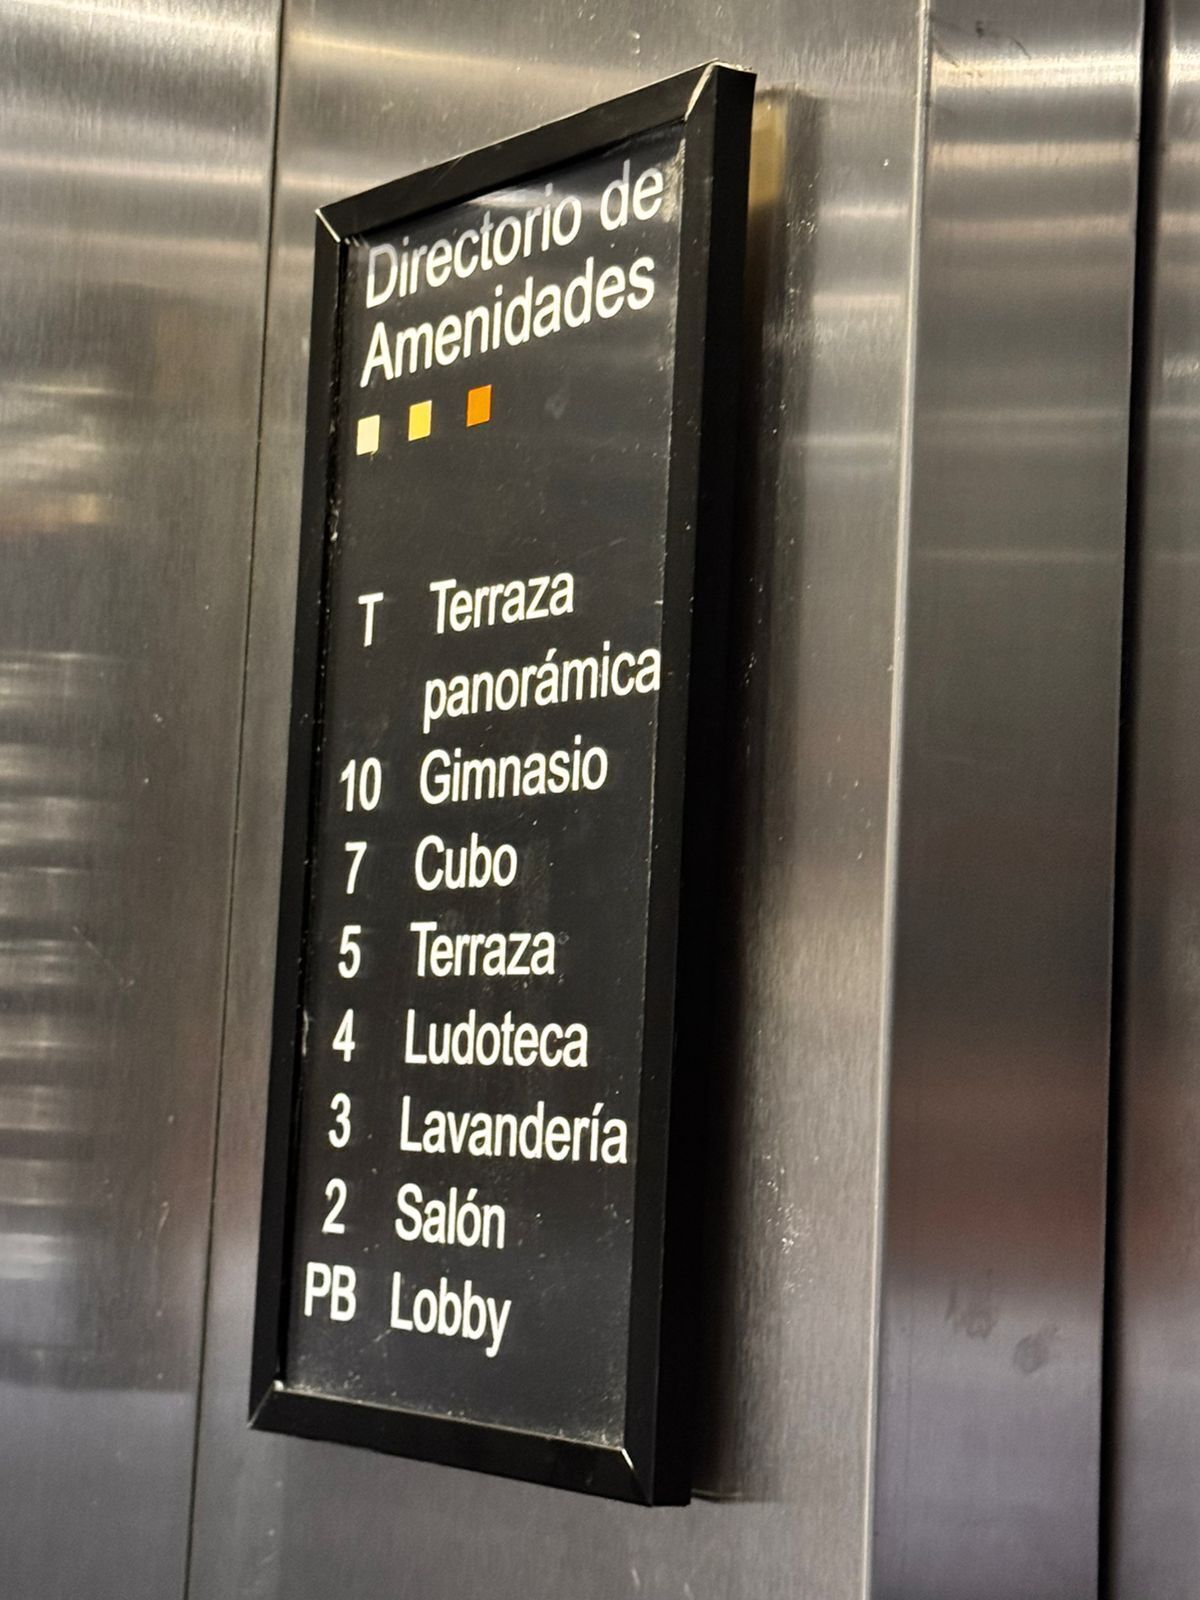 Directorio de
Amenidades
T Terraza
panorámica
10 Gimnasio
7 Cubo
5 Terraza
4 Ludoteca
3 Lavandería
2 Salón
PB Lobby